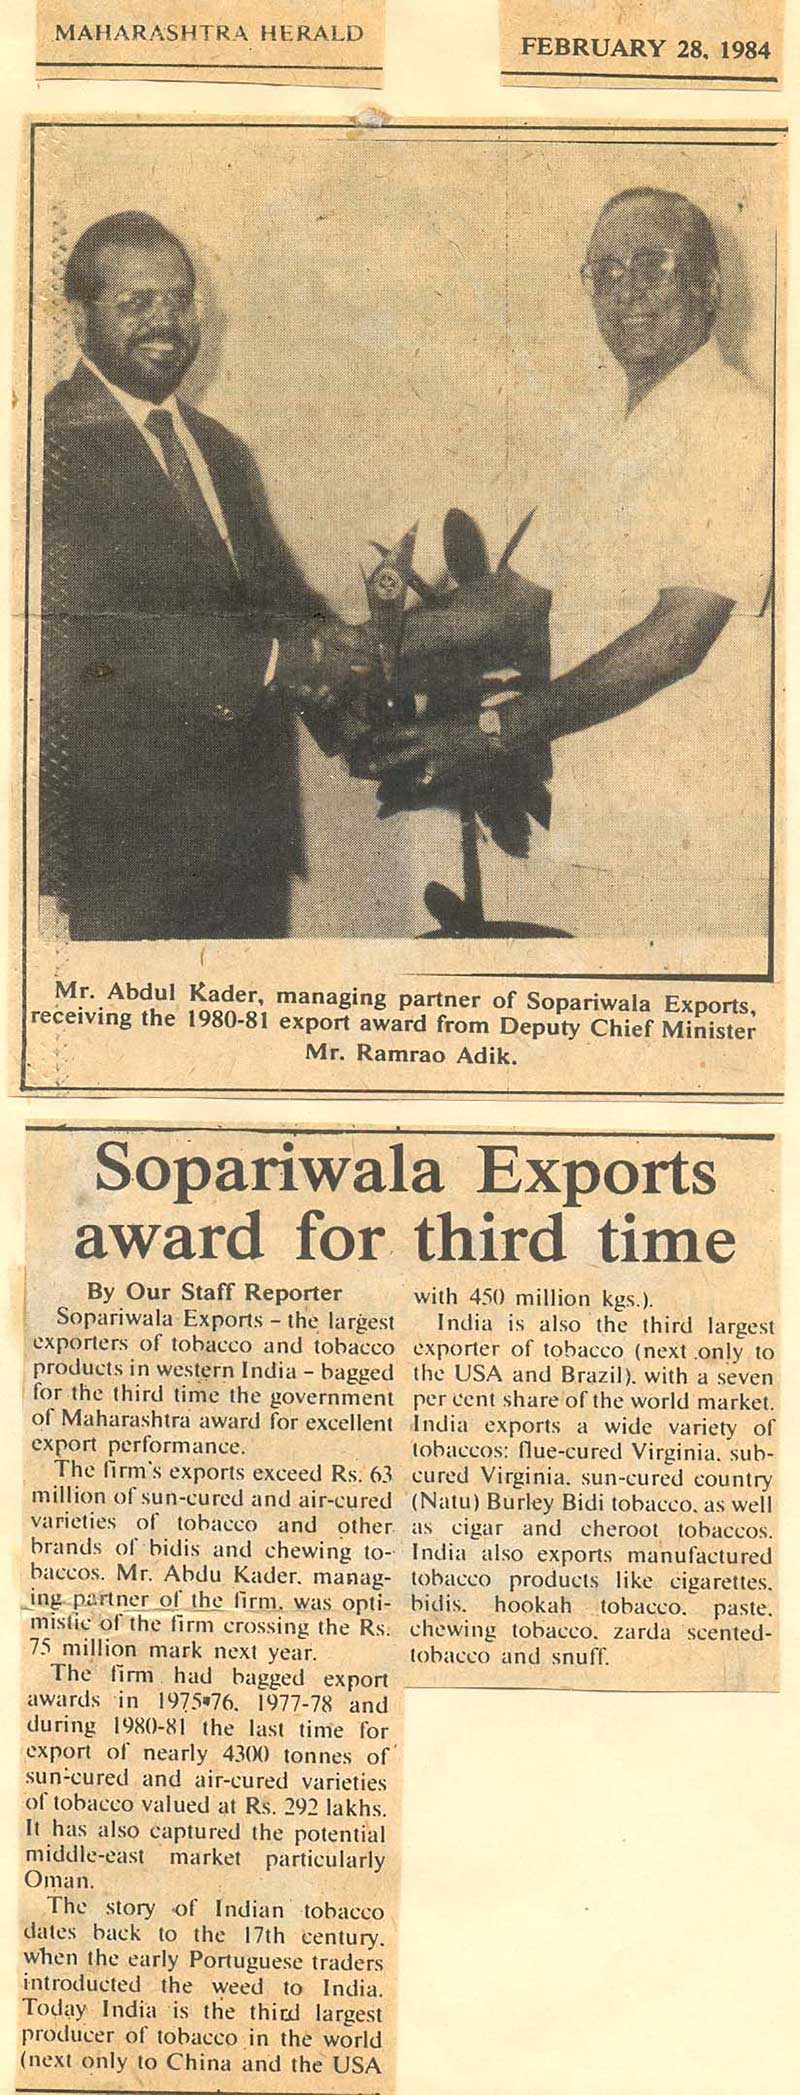 MAHARASHTRA HERALD
FEBRUARY 28, 1984
Mr. Abdul Kader, managing partner of Sopariwala Exports,
receiving the 1980-81 export award from Deputy Chief Minister
Mr. Ramrao Adik.
Sopariwala Exports
award for third time
By Our Staff Reporter
Sopariwala Exports – the largest
exporters of tobacco and tobacco
products in western India – bagged
for the third time the government
of Maharashtra award for excellent
export performance.
The firm's exports exceed Rs. 63
million of sun-cured and air-cured
varieties of tobacco and other
brands of bidis and chewing to-
baccos. Mr. Abdu Kader, manag-
ing partner of the firm, was opti-
mistic of the firm crossing the Rs.
75 million mark next year.
The firm had bagged export
awards in 1975-76, 1977-78 and
during 1980-81 the last time for
export of nearly 4300 tonnes of
sun-cured and air-cured varieties
of tobacco valued at Rs. 292 lakhs.
It has also captured the potential
middle-east market particularly
Oman.
The story of Indian tobacco
dates back to the 17th century,
when the early Portuguese traders
introducted the weed to India.
Today India is the third largest
producer of tobacco in the world
(next only to China and the USA
with 450 million kgs.).
India is also the third largest
exporter of tobacco (next only to
the USA and Brazil), with a seven
per cent share of the world market.
India exports a wide variety of
tobaccos: flue-cured Virginia, sub-
cured Virginia, sun-cured country
(Natu) Burley Bidi tobacco, as well
as cigar and cheroot tobaccos.
India also exports manufactured
tobacco products like cigarettes,
bidis, hookah tobacco, paste,
chewing tobacco, zarda scented-
tobacco and snuff.